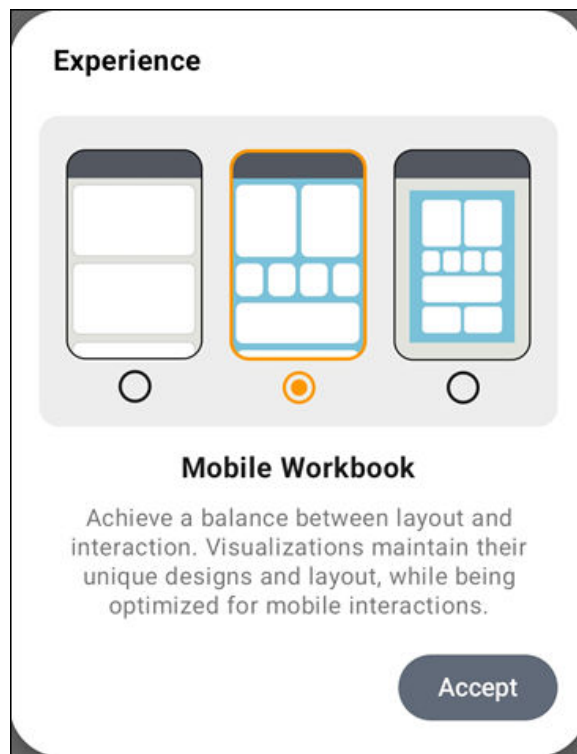 Experience
Mobile Workbook
Achieve a balance between layout and
interaction. Visualizations maintain their
unique designs and layout, while being
optimized for mobile interactions.
Accept